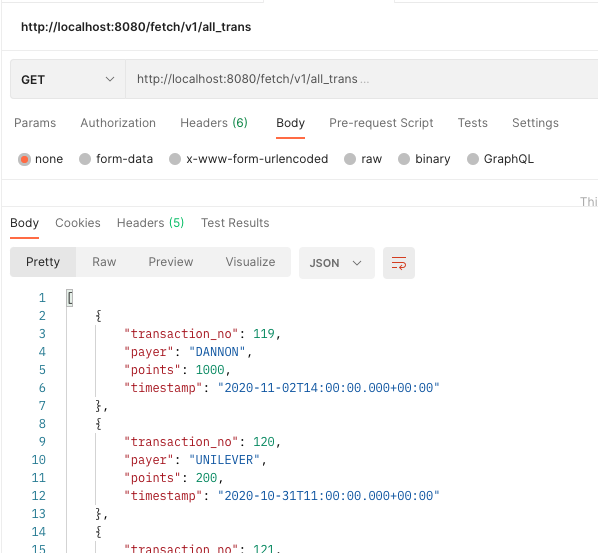 http://localhost:8080/fetch/v1/all_trans
GET http://localhost:8080/fetch/v1/all_trans ...
Params Authorization Headers (6) Body Pre-request Script Tests Settings
none form-data x-www-form-urlencoded raw binary GraphQL
Thi
Body Cookies Headers (5) Test Results
Pretty Raw Preview Visualize JSON
1 [
2 {
3 "transaction_no": 119,
4 "payer": "DANNON",
5 "points": 1000,
6 "timestamp": "2020-11-02T14:00:00.000+00:00"
7 },
8 {
9 "transaction_no": 120,
10 "payer": "UNILEVER",
11 "points": 200,
12 "timestamp": "2020-10-31T11:00:00.000+00:00"
13 },
14 {
15 "transaction_no": 121,